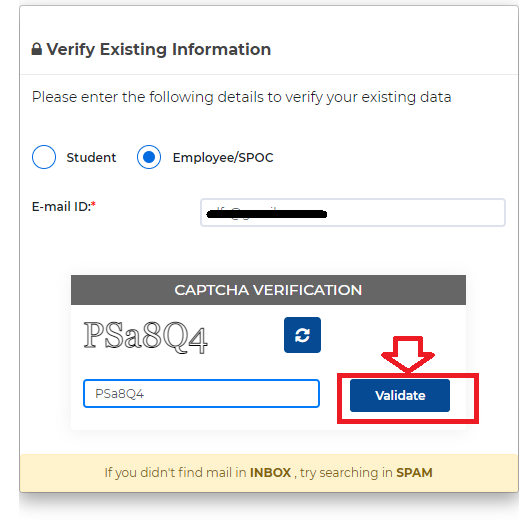 Verify Existing Information
Please enter the following details to verify your existing data
Student Employee/SPOC
E-mail ID:*
CAPTCHA VERIFICATION
PSa8Q4
PSa8Q4 Validate
If you didn't find mail in INBOX , try searching in SPAM